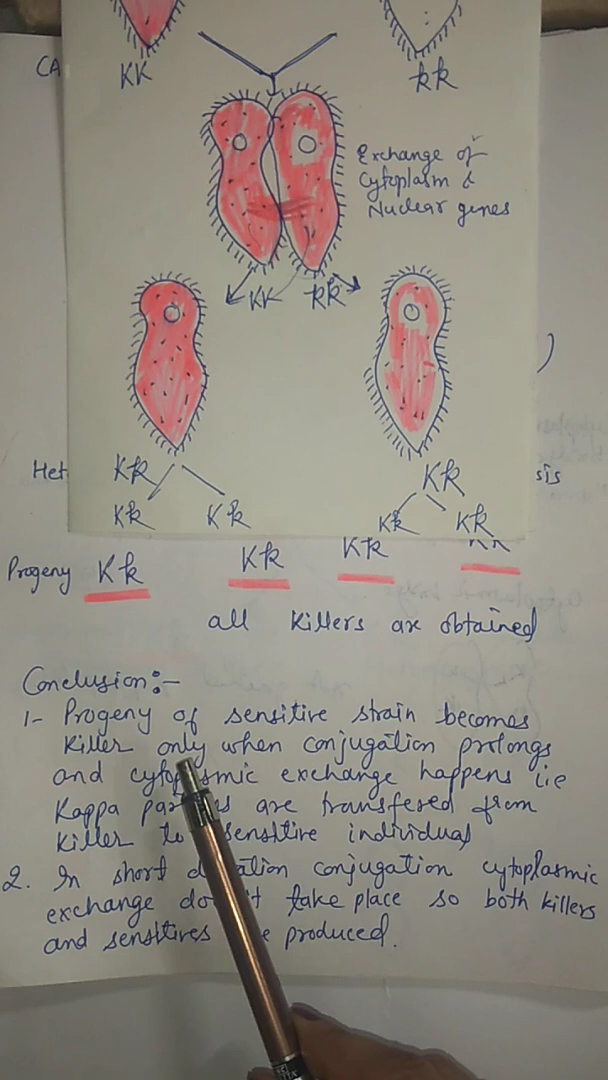 CA
KK
kk
Exchange of
Cytoplasm &
Nuclear genes
KK kk
Het
Kk
Kk
sis
Kk Kk
Kk Kk
Progeny Kk Kk Kk
all Killers are obtained
Conclusion:-
1- Progeny of sensitive strain becomes
Killer only when conjugation prolongs
and cytoplasmic exchange happens i.e
Kappa are transfered from
Killer to sensitive individual
2. In short conjugation cytoplasmic
exchange take place so both killers
and sensitives produced.